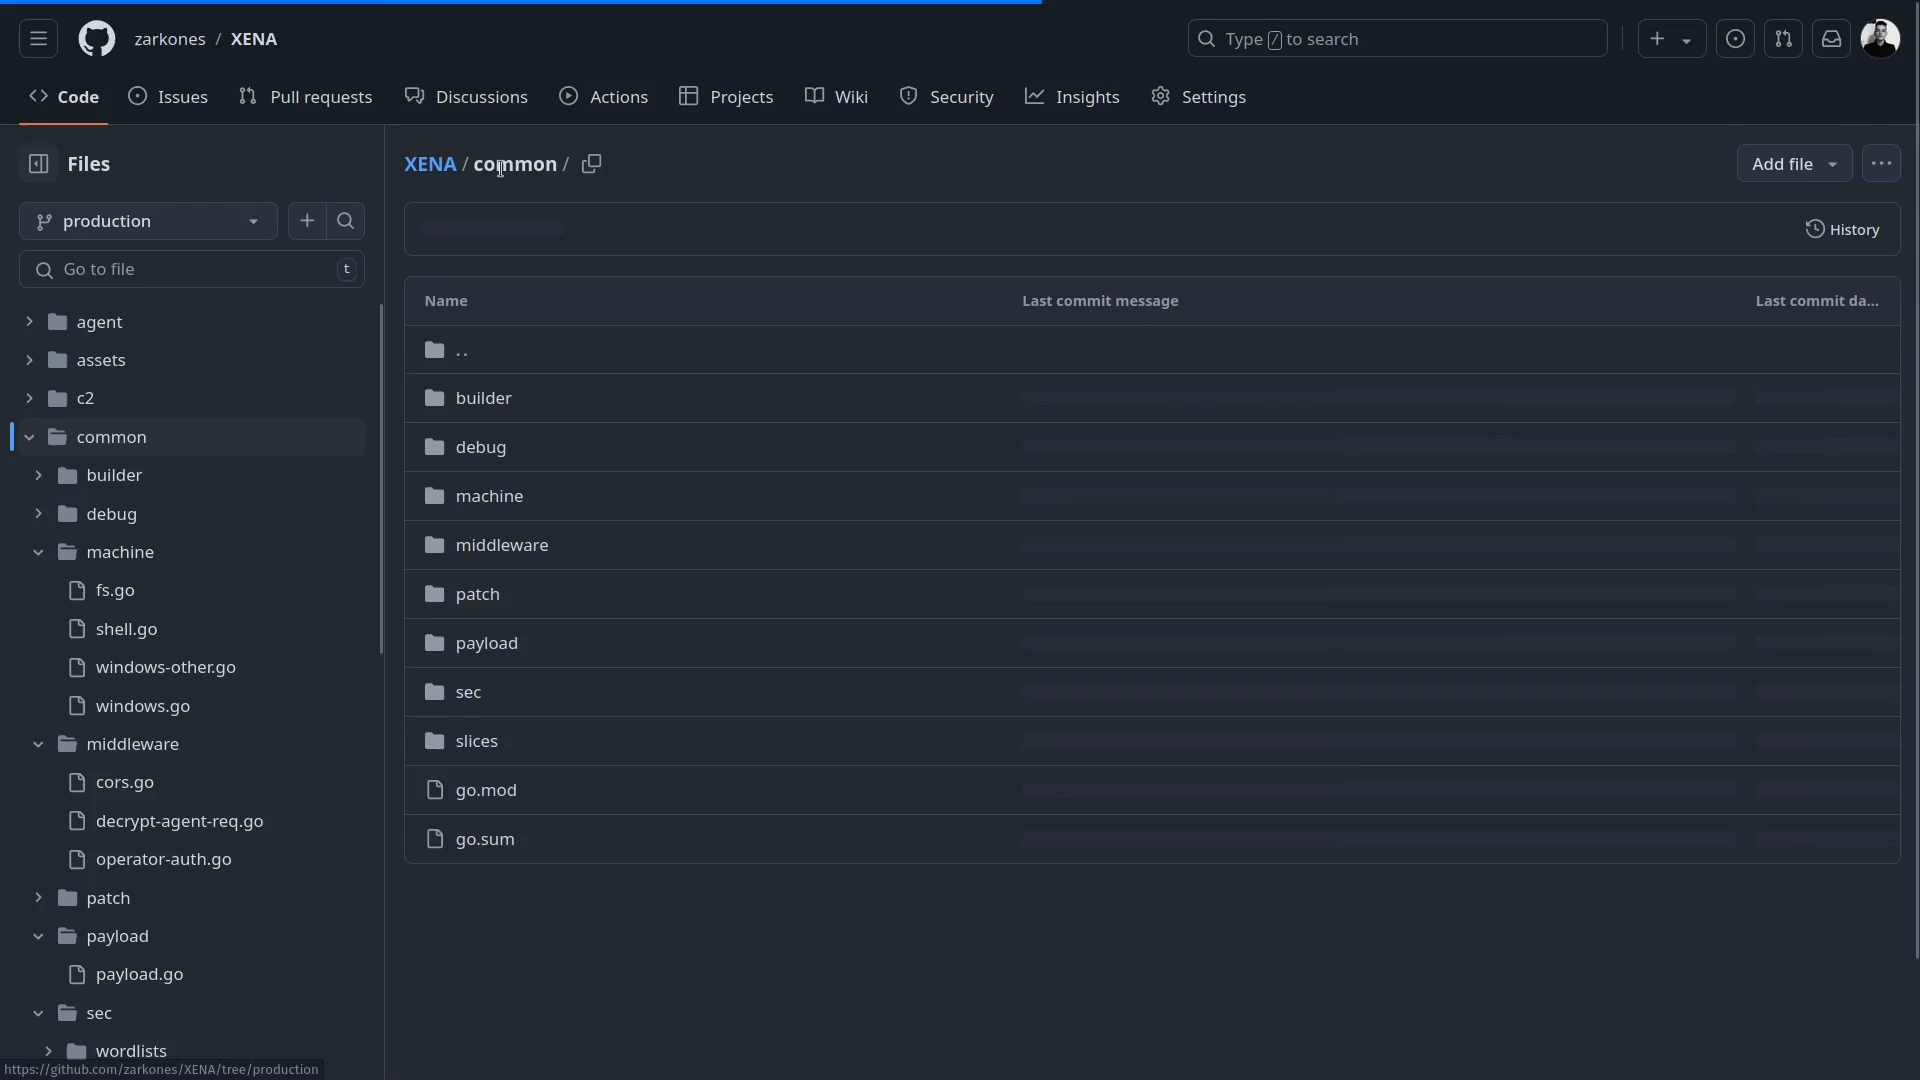 zarkones / XENA
Type / to search
Code
Issues
Pull requests
Discussions
Actions
Projects
Wiki
Security
Insights
Settings
Files
production
Go to file
t
agent
assets
c2
common
builder
debug
machine
fs.go
shell.go
windows-other.go
windows.go
middleware
cors.go
decrypt-agent-req.go
operator-auth.go
patch
payload
payload.go
sec
wordlists
https://github.com/zarkones/XENA/tree/production
XENA / common /
Add file
History
Name Last commit message Last commit da...
..
builder
debug
machine
middleware
patch
payload
sec
slices
go.mod
go.sum